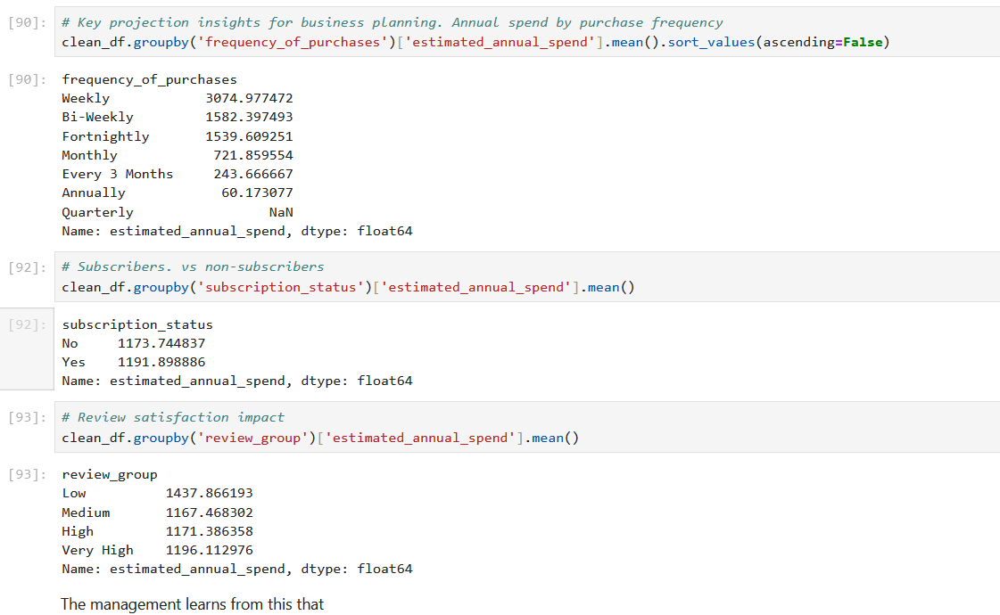 [90]: # Key projection insights for business planning. Annual spend by purchase frequency
clean_df.groupby('frequency_of_purchases')['estimated_annual_spend'].mean().sort_values(ascending=False)
[90]: frequency_of_purchases
Weekly 3074.977472
Bi-Weekly 1582.397493
Fortnightly 1539.609251
Monthly 721.859554
Every 3 Months 243.666667
Annually 60.173077
Quarterly NaN
Name: estimated_annual_spend, dtype: float64
[92]: # Subscribers. vs non-subscribers
clean_df.groupby('subscription_status')['estimated_annual_spend'].mean()
[92]: subscription_status
No 1173.744837
Yes 1191.898886
Name: estimated_annual_spend, dtype: float64
[93]: # Review satisfaction impact
clean_df.groupby('review_group')['estimated_annual_spend'].mean()
[93]: review_group
Low 1437.866193
Medium 1167.468302
High 1171.386358
Very High 1196.112976
Name: estimated_annual_spend, dtype: float64
The management learns from this that